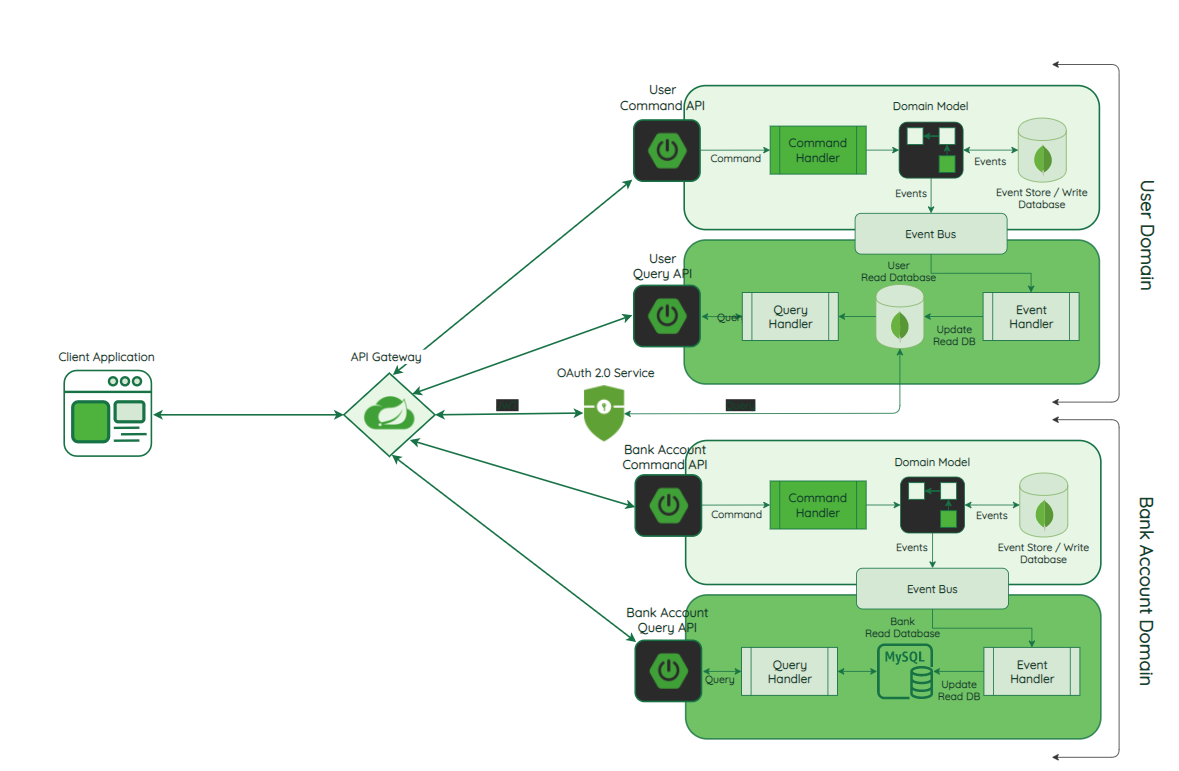 User
Command API
Domain Model
Command
Handler
Command
Events
Event Store / Write
Database
Events
Event Bus
User Domain
User
Query API
User
Read Database
Query
Handler
Event
Handler
Update
Read DB
Client Application
API Gateway
OAuth 2.0 Service
Bank Account
Command API
Domain Model
Command
Handler
Command
Events
Event Store / Write
Database
Events
Event Bus
Bank Account Domain
Bank Account
Query API
Bank
Read Database
MySQL
Query
Handler
Event
Handler
Query
Update
Read DB